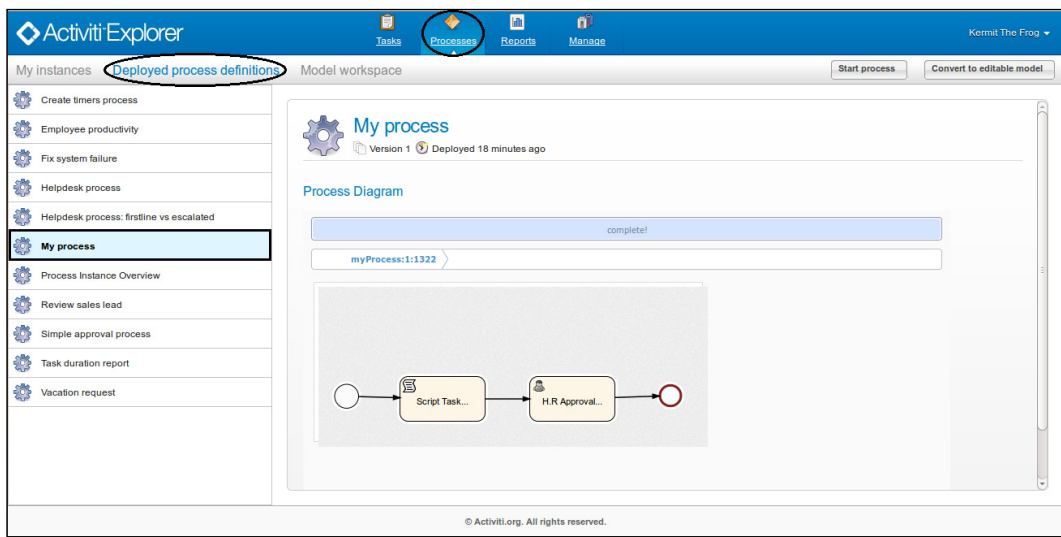 Activiti Explorer
Tasks
Processes
Reports
Manage
Kermit The Frog
My instances
Deployed process definitions
Model workspace
Start process
Convert to editable model
Create timers process
Employee productivity
Fix system failure
Helpdesk process
Helpdesk process: firstline vs escalated
My process
Process Instance Overview
Review sales lead
Simple approval process
Task duration report
Vacation request
My process
Version 1 Deployed 18 minutes ago
Process Diagram
complete!
myProcess:1:1322
Script Task...
H.R Approval...
© Activiti.org. All rights reserved.